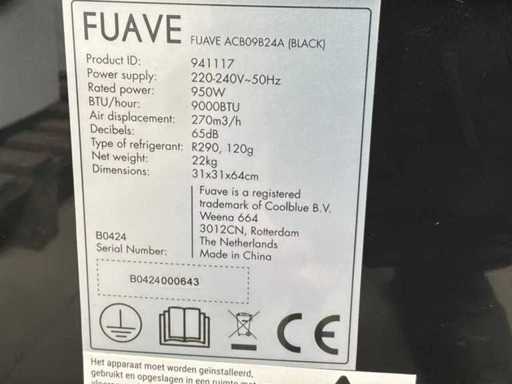 FUAVE FUAVE ACB09B24A (BLACK)
Product ID: 941117
Power supply: 220-240V~50Hz
Rated power: 950W
BTU/hour: 9000BTU
Air displacement: 270m3/h
Decibels: 65dB
Type of refrigerant: R290, 120g
Net weight: 22kg
Dimensions: 31x31x64cm
Fuave is a registered
trademark of Coolblue B.V.
Weena 664
3012CN, Rotterdam
The Netherlands
Made in China
B0424
Serial Number:
B0424000643
CE
Het apparaat moet worden geïnstalleerd,
gebruikt en opgeslagen in een ruimte met